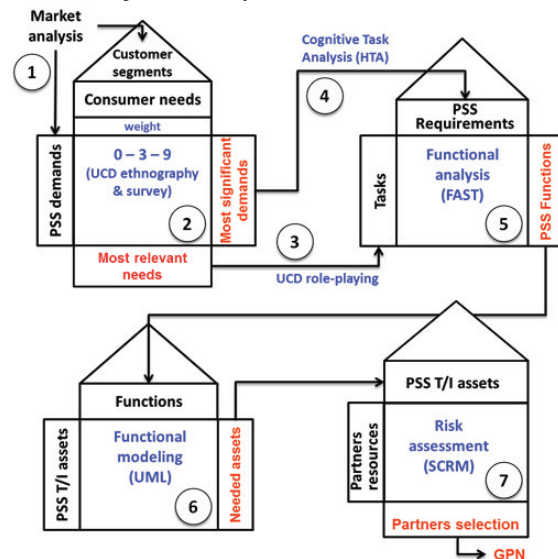 Market
analysis
1
Customer
segments
Consumer needs
weight
0 – 3 – 9
(UCD ethnography
& survey)
2
PSS demands
Most significant
demands
Most relevant
needs
Cognitive Task
Analysis (HTA)
4
3
UCD role-playing
PSS
Requirements
Tasks
Functional
analysis
(FAST)
5
PSS Functions
Functions
PSS T/I assets
Functional
modeling
(UML)
6
Needed assets
PSS T/I assets
Partners
resources
Risk
assessment
(SCRM)
7
Partners selection
GPN